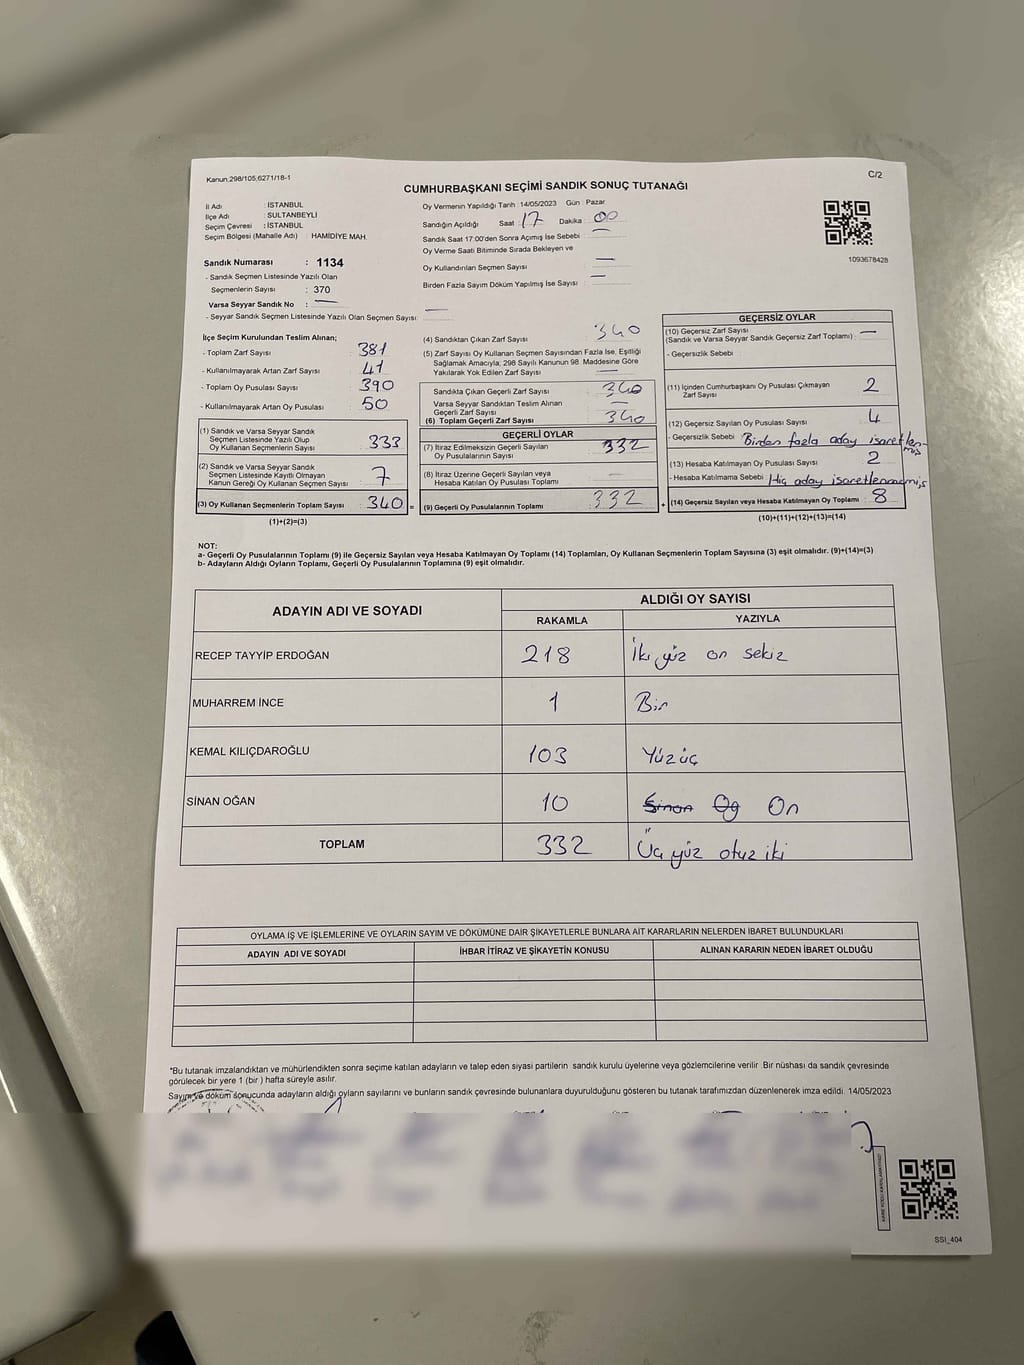 Kanun:298/105,6271/18-1
C/2
CUMHURBAŞKANI SEÇİMİ SANDIK SONUÇ TUTANAĞI
İl Adı : İSTANBUL
İlçe Adı : SULTANBEYLİ
Seçim Çevresi : İSTANBUL
Seçim Bölgesi (Mahalle Adı) : HAMİDİYE MAH.
Sandık Numarası : 1134
- Sandık Seçmen Listesinde Yazılı Olan
Seçmenlerin Sayısı : 370
Varsa Seyyar Sandık No : —
- Seyyar Sandık Seçmen Listesinde Yazılı Olan Seçmen Sayısı: —
Oy Vermenin Yapıldığı Tarih :14/05/2023 Gün : Pazar
Sandığın Açıldığı Saat : 17 Dakika : 00
Sandık Saat 17:00'den Sonra Açımış İse Sebebi : —
Oy Verme Saati Bitiminde Sırada Bekleyen ve
Oy Kullandırılan Seçmen Sayısı : —
Birden Fazla Sayım Döküm Yapılmış İse Sayısı : —
1093678428
İlçe Seçim Kurulundan Teslim Alınan;
- Toplam Zarf Sayısı : 381
- Kullanılmayarak Artan Zarf Sayısı : 41
- Toplam Oy Pusulası Sayısı : 390
- Kullanılmayarak Artan Oy Pusulası : 50
(1) Sandık ve Varsa Seyyar Sandık
Seçmen Listesinde Yazılı Olup
Oy Kullanan Seçmenlerin Sayısı : 333
(2) Sandık ve Varsa Seyyar Sandık
Seçmen Listesinde Kayıtlı Olmayan
Kanun Gereği Oy Kullanan Seçmen Sayısı : 7
(3) Oy Kullanan Seçmenlerin Toplam Sayısı : 340 =
(1)+(2)=(3)
(4) Sandıktan Çıkan Zarf Sayısı : 340
(5) Zarf Sayısı Oy Kullanan Seçmen Sayısından Fazla İse, Eşitliği
Sağlamak Amacıyla; 298 Sayılı Kanunun 98. Maddesine Göre
Yakılarak Yok Edilen Zarf Sayısı : —
Sandıkta Çıkan Geçerli Zarf Sayısı : 340
Varsa Seyyar Sandıktan Teslim Alınan
Geçerli Zarf Sayısı : —
(6) Toplam Geçerli Zarf Sayısı : 340
GEÇERLİ OYLAR
(7) İtiraz Edilmeksizin Geçerli Sayılan
Oy Pusulalarının Sayısı : 332
(8) İtiraz Üzerine Geçerli Sayılan veya
Hesaba Katılan Oy Pusulası Toplamı : —
(9) Geçerli Oy Pusulalarının Toplamı : 332 +
GEÇERSİZ OYLAR
(10) Geçersiz Zarf Sayısı
(Sandık ve Varsa Seyyar Sandık Geçersiz Zarf Toplamı) : —
- Geçersizlik Sebebi :
(11) İçinden Cumhurbaşkanı Oy Pusulası Çıkmayan
Zarf Sayısı : 2
(12) Geçersiz Sayılan Oy Pusulası Sayısı : 4
- Geçersizlik Sebebi : Birden fazla aday isaretlenmiş
(13) Hesaba Katılmayan Oy Pusulası Sayısı : 2
- Hesaba Katılmama Sebebi : Hiç aday isaretlenmemiş
(14) Geçersiz Sayılan veya Hesaba Katılmayan Oy Toplamı : 8
(10)+(11)+(12)+(13)=(14)
NOT:
a- Geçerli Oy Pusulalarının Toplamı (9) ile Geçersiz Sayılan veya Hesaba Katılmayan Oy Toplamı (14) Toplamları, Oy Kullanan Seçmenlerin Toplam Sayısına (3) eşit olmalıdır. (9)+(14)=(3)
b- Adayların Aldığı Oyların Toplamı, Geçerli Oy Pusulalarının Toplamına (9) eşit olmalıdır.
ADAYIN ADI VE SOYADI ALDIĞI OY SAYISI
RAKAMLA YAZIYLA
RECEP TAYYİP ERDOĞAN 218 İki yüz on sekiz
MUHARREM İNCE 1 Bir
KEMAL KILIÇDAROĞLU 103 Yüzüç
SİNAN OĞAN 10 Sinan Oğ On
TOPLAM 332 Üç yüz otuz iki
OYLAMA İŞ VE İŞLEMLERİNE VE OYLARIN SAYIM VE DÖKÜMÜNE DAİR ŞİKAYETLERLE BUNLARA AİT KARARLARIN NELERDEN İBARET BULUNDUKLARI
ADAYIN ADI VE SOYADI İHBAR İTİRAZ VE ŞİKAYETİN KONUSU ALINAN KARARIN NEDEN İBARET OLDUĞU
*Bu tutanak imzalandıktan ve mühürlendikten sonra seçime katılan adayların ve talep eden siyasi partilerin sandık kurulu üyelerine veya gözlemcilerine verilir. Bir nüshası da sandık çevresinde
görülecek bir yere 1 (bir ) hafta süreyle asılır.
Sayım ve döküm sonucunda adayların aldığı oyların sayılarını ve bunların sandık çevresinde bulunanlara duyurulduğunu gösteren bu tutanak tarafımızdan düzenlenerek imza edildi. 14/05/2023
SSI_404